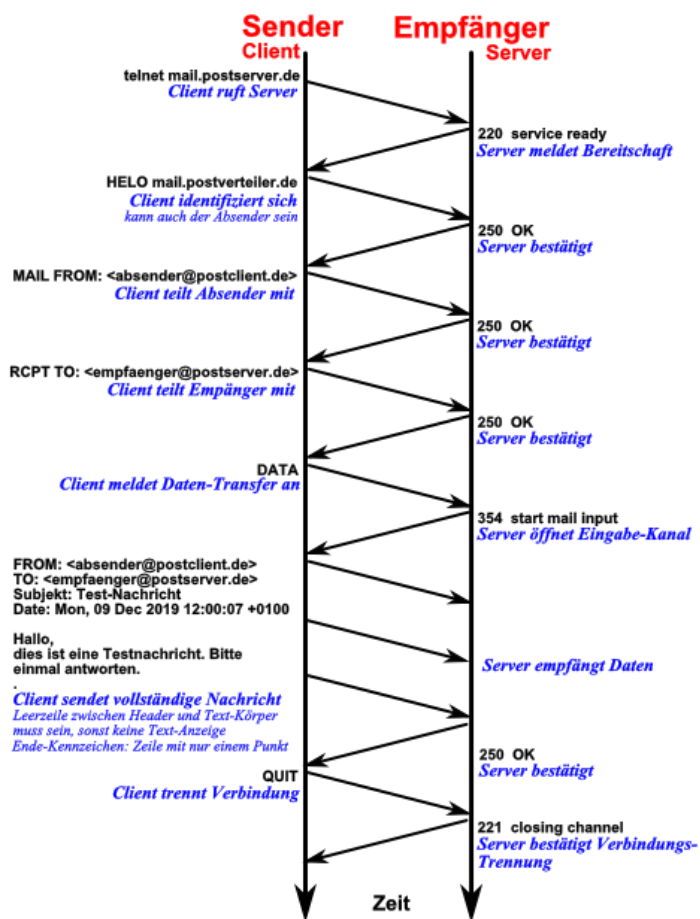 Sender Empfänger
Client Server
telnet mail.postserver.de
Client ruft Server
220 service ready
Server meldet Bereitschaft
HELO mail.postverteiler.de
Client identifiziert sich
kann auch der Absender sein
250 OK
Server bestätigt
MAIL FROM: <absender@postclient.de>
Client teilt Absender mit
250 OK
Server bestätigt
RCPT TO: <empfaenger@postserver.de>
Client teilt Empänger mit
250 OK
Server bestätigt
DATA
Client meldet Daten-Transfer an
354 start mail input
Server öffnet Eingabe-Kanal
FROM: <absender@postclient.de>
TO: <empfaenger@postserver.de>
Subjekt: Test-Nachricht
Date: Mon, 09 Dec 2019 12:00:07 +0100
Hallo,
dies ist eine Testnachricht. Bitte
einmal antworten.
.
Server empfängt Daten
Client sendet vollständige Nachricht
Leerzeile zwischen Header und Text-Körper
muss sein, sonst keine Text-Anzeige
Ende-Kennzeichen: Zeile mit nur einem Punkt
250 OK
Server bestätigt
QUIT
Client trennt Verbindung
221 closing channel
Server bestätigt Verbindungs-
Trennung
Zeit